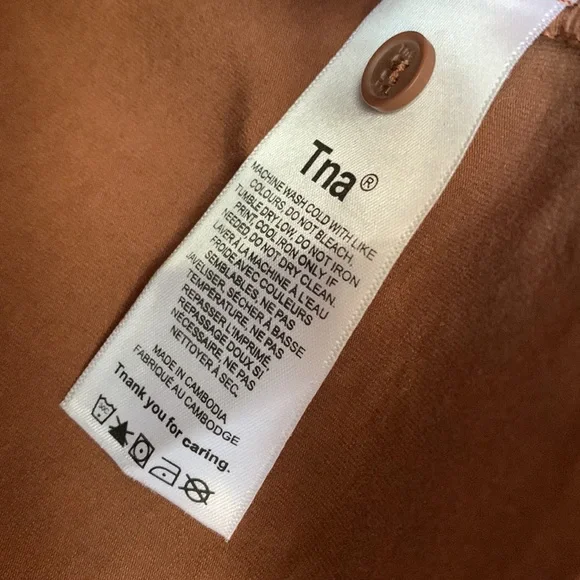 Tna®
MACHINE WASH COLD WITH LIKE
COLOURS, DO NOT BLEACH,
TUMBLE DRY LOW, DO NOT IRON
PRINT COOL IRON ONLY IF
NEEDED. DO NOT DRY CLEAN.
LAVER À LA MACHINE À L'EAU
FROIDE AVEC COULEURS
SEMBLABLES, NE PAS
JAVELISER, SÉCHER À BASSE
TEMPÉRATURE, NE PAS
REPASSER L'IMPRIMÉ.
REPASSAGE DOUX SI
NÉCESSAIRE, NE PAS
NETTOYER À SEC.
MADE IN CAMBODIA
FABRIQUÉ AU CAMBODGE
Tnank you for caring.